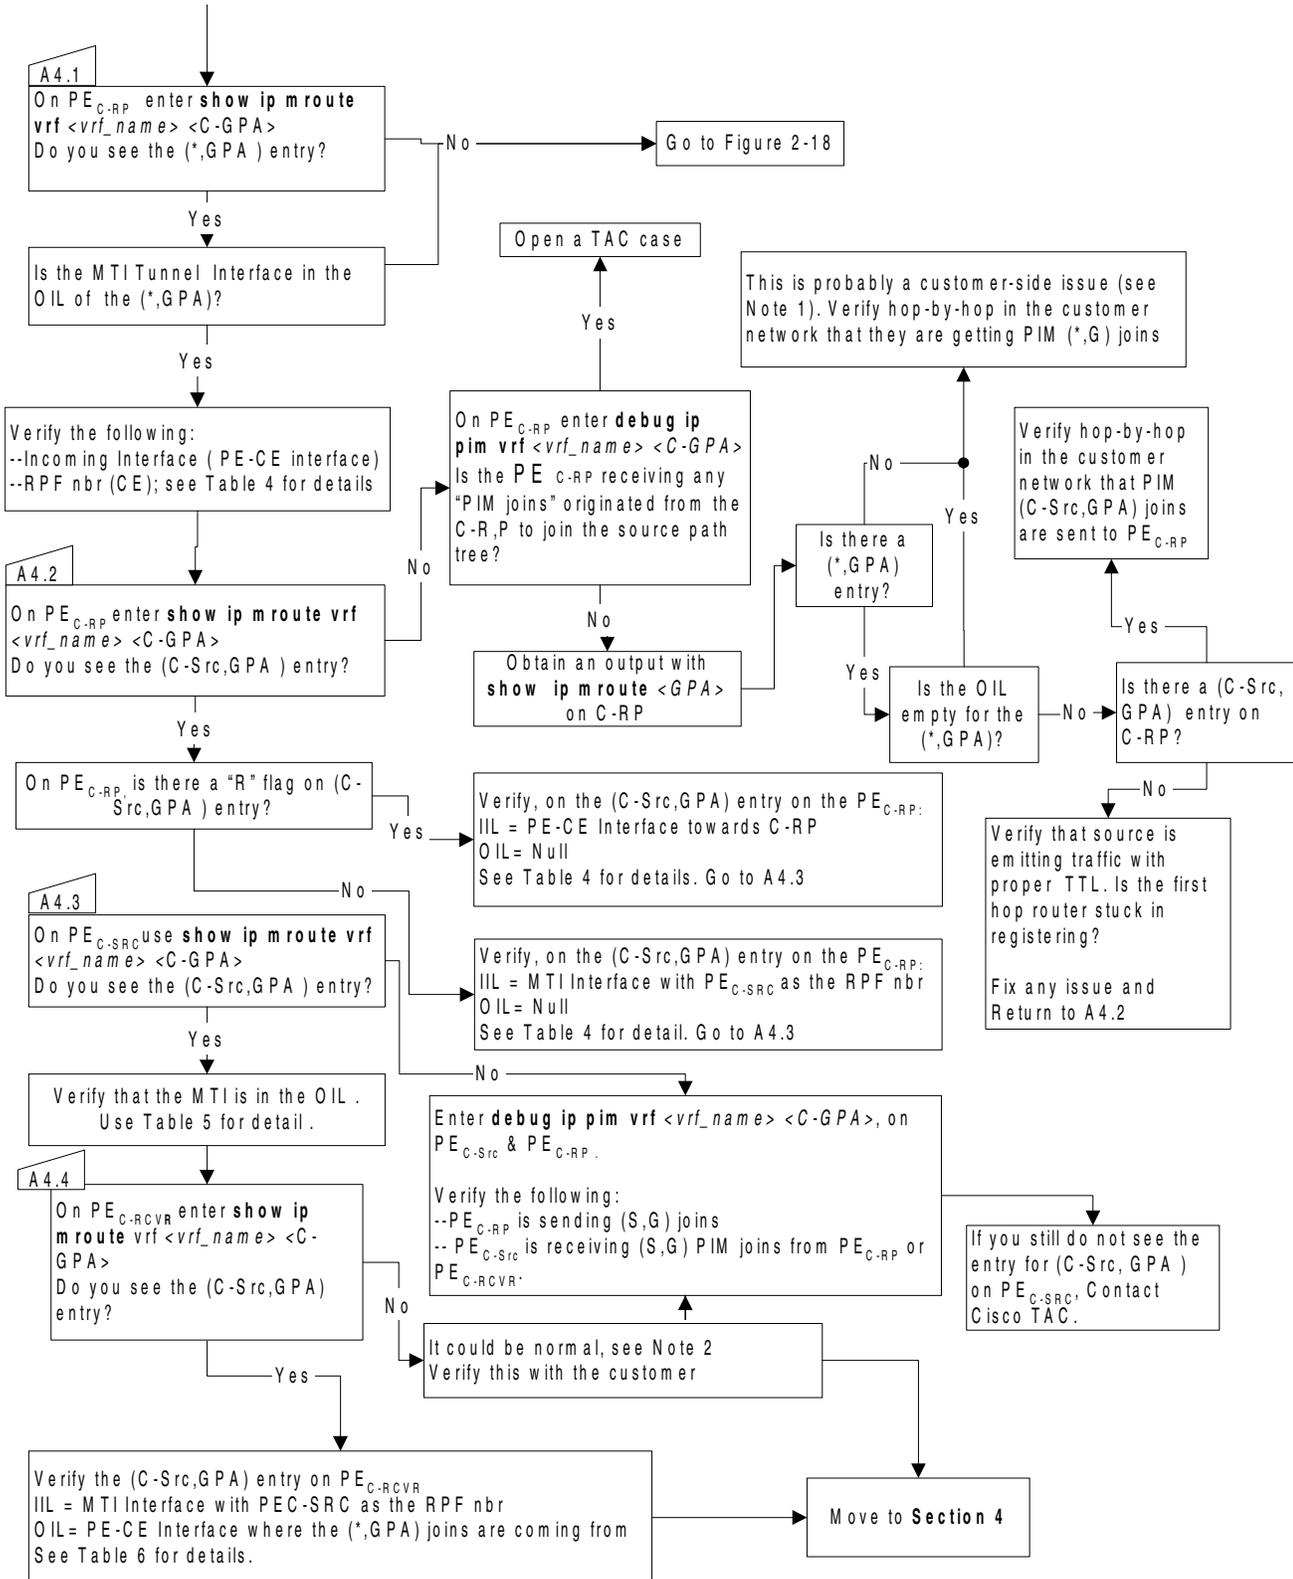 A4.1
On PE C-RP enter show ip mroute
vrf <vrf_name> <C-GPA>
Do you see the (*,GPA ) entry?
No
Go to Figure 2-18
Yes
Is the MTI Tunnel Interface in the
OIL of the (*,GPA)?
Yes
Verify the following:
--Incoming Interface ( PE-CE interface)
--RPF nbr (CE); see Table 4 for details
A4.2
On PE C-RP enter show ip mroute vrf
<vrf_name> <C-GPA>
Do you see the (C-Src,GPA ) entry?
No
Open a TAC case
Yes
On PE C-RP enter debug ip
pim vrf <vrf_name> <C-GPA>
Is the PE C-RP receiving any
“PIM joins” originated from the
C-R,P to join the source path
tree?
No
Obtain an output with
show ip mroute <GPA>
on C-RP
This is probably a customer-side issue (see
Note 1). Verify hop-by-hop in the customer
network that they are getting PIM (*,G) joins
No
Yes
Is there a
(*,GPA)
entry?
Yes
Is the OIL
empty for the
(*,GPA)?
No
Verify hop-by-hop
in the customer
network that PIM
(C-Src,GPA) joins
are sent to PE C-RP
Yes
Is there a (C-Src,
GPA) entry on
C-RP?
No
Verify that source is
emitting traffic with
proper TTL. Is the first
hop router stuck in
registering?
Fix any issue and
Return to A4.2
Yes
On PE C-RP, is there a “R” flag on (C-
Src,GPA ) entry?
Yes
Verify, on the (C-Src,GPA) entry on the PE C-RP:
IIL = PE-CE Interface towards C-RP
OIL= Null
See Table 4 for details. Go to A4.3
No
Verify, on the (C-Src,GPA) entry on the PE C-RP:
IIL = MTI Interface with PE C-SRC as the RPF nbr
OIL= Null
See Table 4 for detail. Go to A4.3
A4.3
On PE C-SRC use show ip mroute vrf
<vrf_name> <C-GPA>
Do you see the (C-Src,GPA ) entry?
Yes
No
Verify that the MTI is in the OIL .
Use Table 5 for detail .
Enter debug ip pim vrf <vrf_name> <C-GPA>, on
PE C-Src & PE C-RP .
Verify the following:
--PE C-RP is sending (S,G) joins
-- PE C-Src is receiving (S,G) PIM joins from PE C-RP or
PE C-RCVR.
If you still do not see the
entry for (C-Src, GPA )
on PE C-SRC, Contact
Cisco TAC.
A4.4
On PE C-RCVR enter show ip
mroute vrf <vrf_name> <C-
GPA>
Do you see the (C-Src,GPA)
entry?
No
It could be normal, see Note 2
Verify this with the customer
Yes
Verify the (C-Src,GPA) entry on PE C-RCVR
IIL = MTI Interface with PEC-SRC as the RPF nbr
OIL= PE-CE Interface where the (*,GPA) joins are coming from
See Table 6 for details.
Move to Section 4